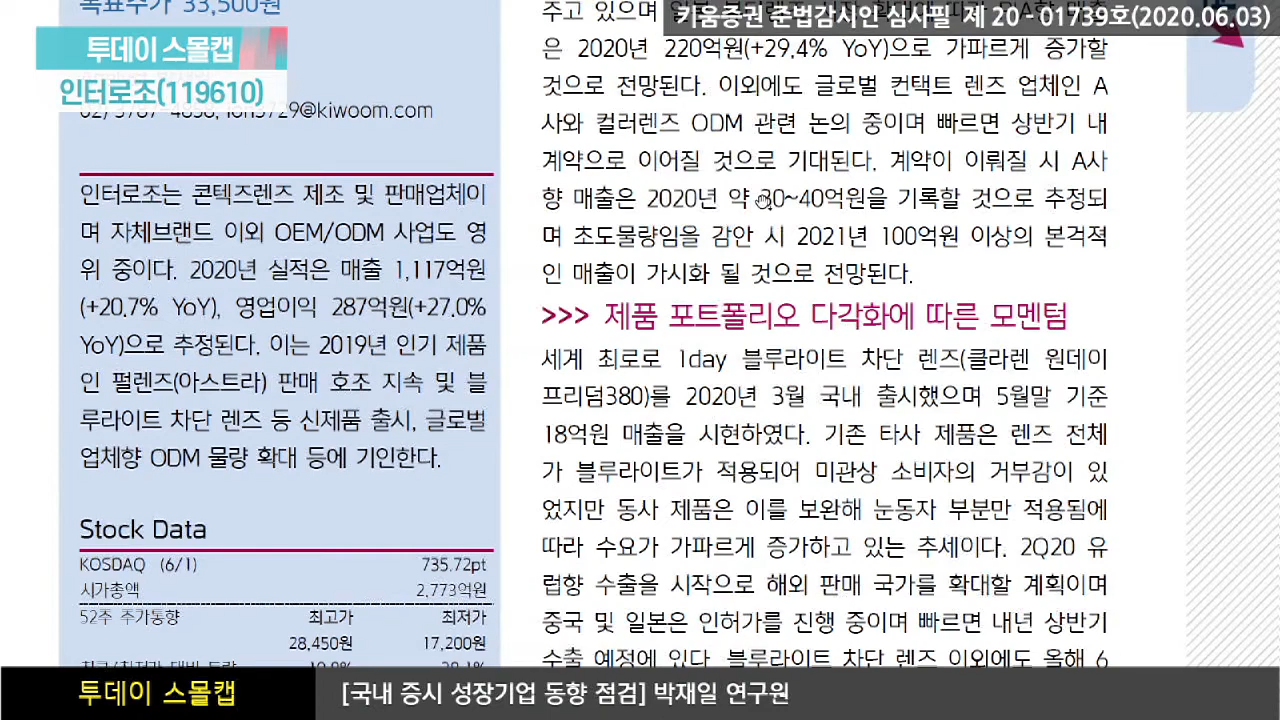 목표주가 33,500원
투데이 스몰캡
인터로조(119610)
@kiwoom.com
인터로조는 콘텍즈렌즈 제조 및 판매업체이
며 자체브랜드 이외 OEM/ODM 사업도 영
위 중이다. 2020년 실적은 매출 1,117억원
(+20.7% YoY), 영업이익 287억원(+27.0%
YoY)으로 추정된다. 이는 2019년 인기 제품
인 펄렌즈(아스트라) 판매 호조 지속 및 블
루라이트 차단 렌즈 등 신제품 출시, 글로벌
업체향 ODM 물량 확대 등에 기인한다.
Stock Data
KOSDAQ (6/1) 735.72pt
시가총액 2,773억원
52주 주가동향 최고가 최저가
28,450원 17,200원
키움증권 준법감시인 심사필 제 20 - 01739호(2020.06.03)
주고 있으며
은 2020년 220억원(+29.4% YoY)으로 가파르게 증가할
것으로 전망된다. 이외에도 글로벌 컨택트 렌즈 업체인 A
사와 컬러렌즈 ODM 관련 논의 중이며 빠르면 상반기 내
계약으로 이어질 것으로 기대된다. 계약이 이뤄질 시 A사
향 매출은 2020년 약 30~40억원을 기록할 것으로 추정되
며 초도물량임을 감안 시 2021년 100억원 이상의 본격적
인 매출이 가시화 될 것으로 전망된다.
>>> 제품 포트폴리오 다각화에 따른 모멘텀
세계 최로로 1day 블루라이트 차단 렌즈(클라렌 원데이
프리덤380)를 2020년 3월 국내 출시했으며 5월말 기준
18억원 매출을 시현하였다. 기존 타사 제품은 렌즈 전체
가 블루라이트가 적용되어 미관상 소비자의 거부감이 있
었지만 동사 제품은 이를 보완해 눈동자 부분만 적용됨에
따라 수요가 가파르게 증가하고 있는 추세이다. 2Q20 유
럽향 수출을 시작으로 해외 판매 국가를 확대할 계획이며
중국 및 일본은 인허가를 진행 중이며 빠르면 내년 상반기
수출 예정에 있다. 블루라이트 차단 렌즈 이외에도 올해 6
투데이 스몰캡
[국내 증시 성장기업 동향 점검] 박재일 연구원